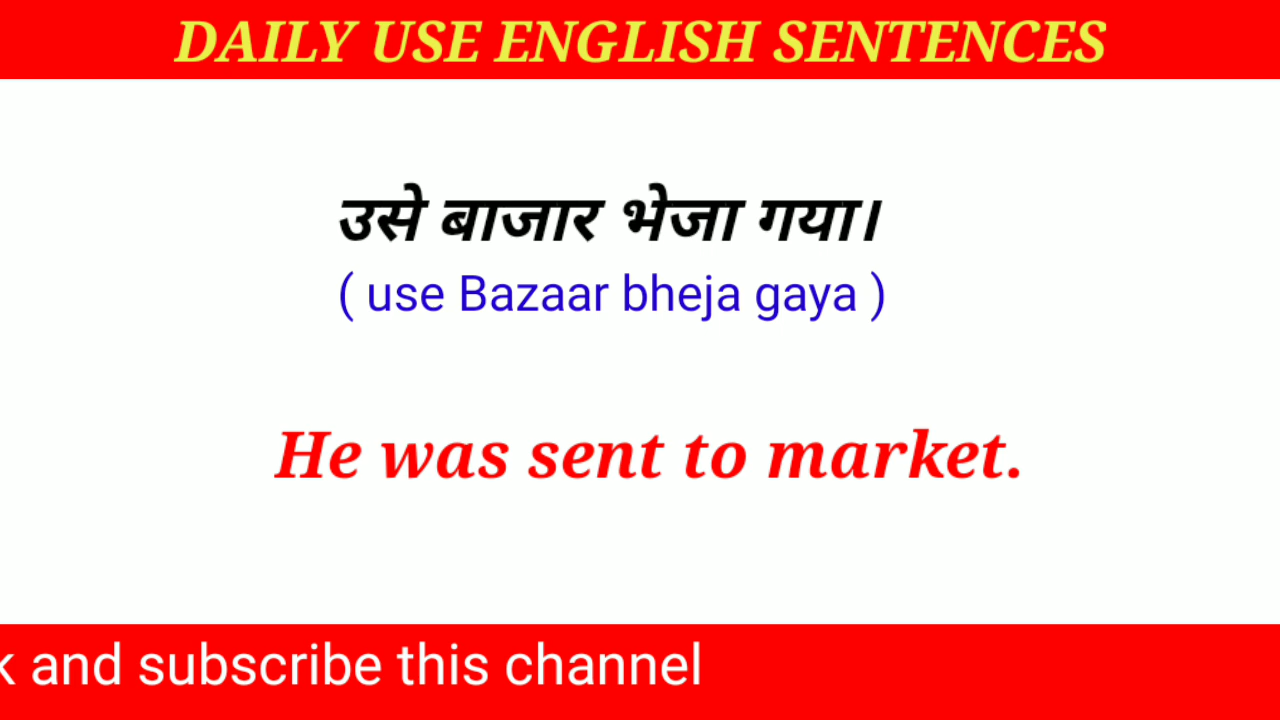 DAILY USE ENGLISH SENTENCES
उसे बाजार भेजा गया।
( use Bazaar bheja gaya )
He was sent to market.
and subscribe this channel